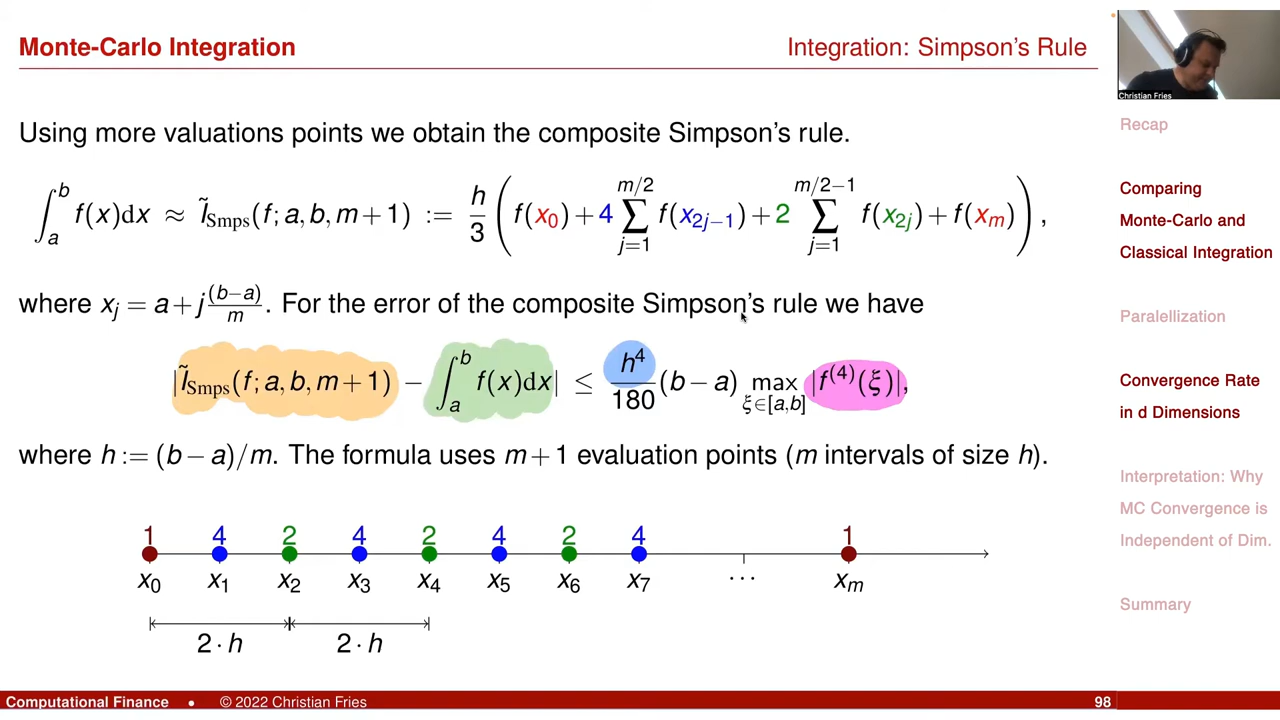 Monte-Carlo Integration
Integration: Simpson's Rule
Christian Fries
Using more valuations points we obtain the composite Simpson's rule.
∫_a^b f(x)dx ≈ Ĩ_Smps(f; a, b, m+1) := h/3 ( f(x_0) + 4 ∑_{j=1}^{m/2} f(x_{2j−1}) + 2 ∑_{j=1}^{m/2−1} f(x_{2j}) + f(x_m) ) ,
where x_j = a + j (b−a)/m. For the error of the composite Simpson's rule we have
|Ĩ_Smps(f; a, b, m+1) − ∫_a^b f(x)dx| ≤ h^4/180 (b−a) max_{ξ∈[a,b]} |f^(4)(ξ)|,
where h := (b−a)/m. The formula uses m+1 evaluation points (m intervals of size h).
1 4 2 4 2 4 2 4 1
x_0 x_1 x_2 x_3 x_4 x_5 x_6 x_7 ⋯ x_m
2·h 2·h
Recap
Comparing
Monte-Carlo and
Classical Integration
Paralellization
Convergence Rate
in d Dimensions
Interpretation: Why
MC Convergence is
Independent of Dim.
Summary
Computational Finance • © 2022 Christian Fries 98